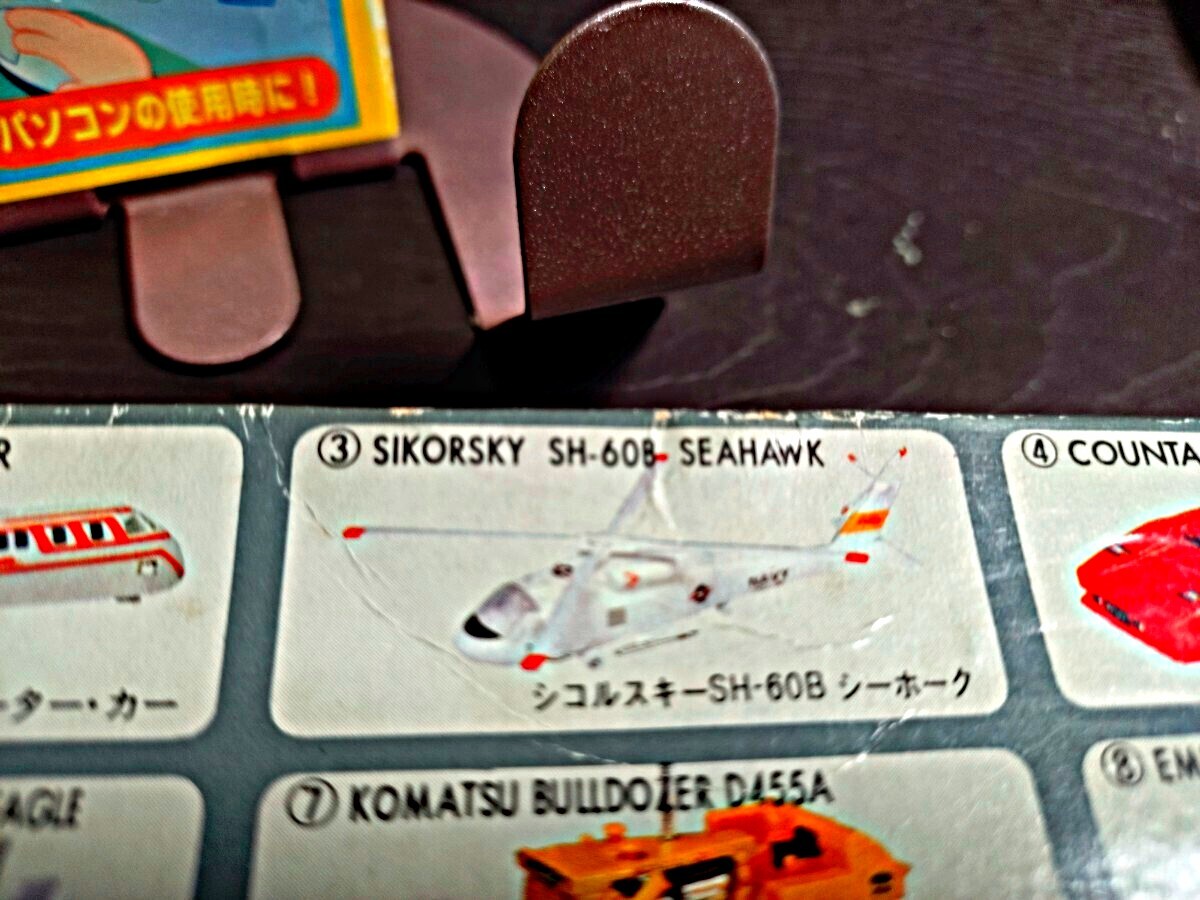 パソコンの使用時に!
R
③ SIKORSKY SH-60B SEAHAWK
④ COUNTA
NAVY
ーター・カー
シコルスキーSH-60B シーホーク
EAGLE
⑦ KOMATSU BULLDOZER D455A
⑧ EM